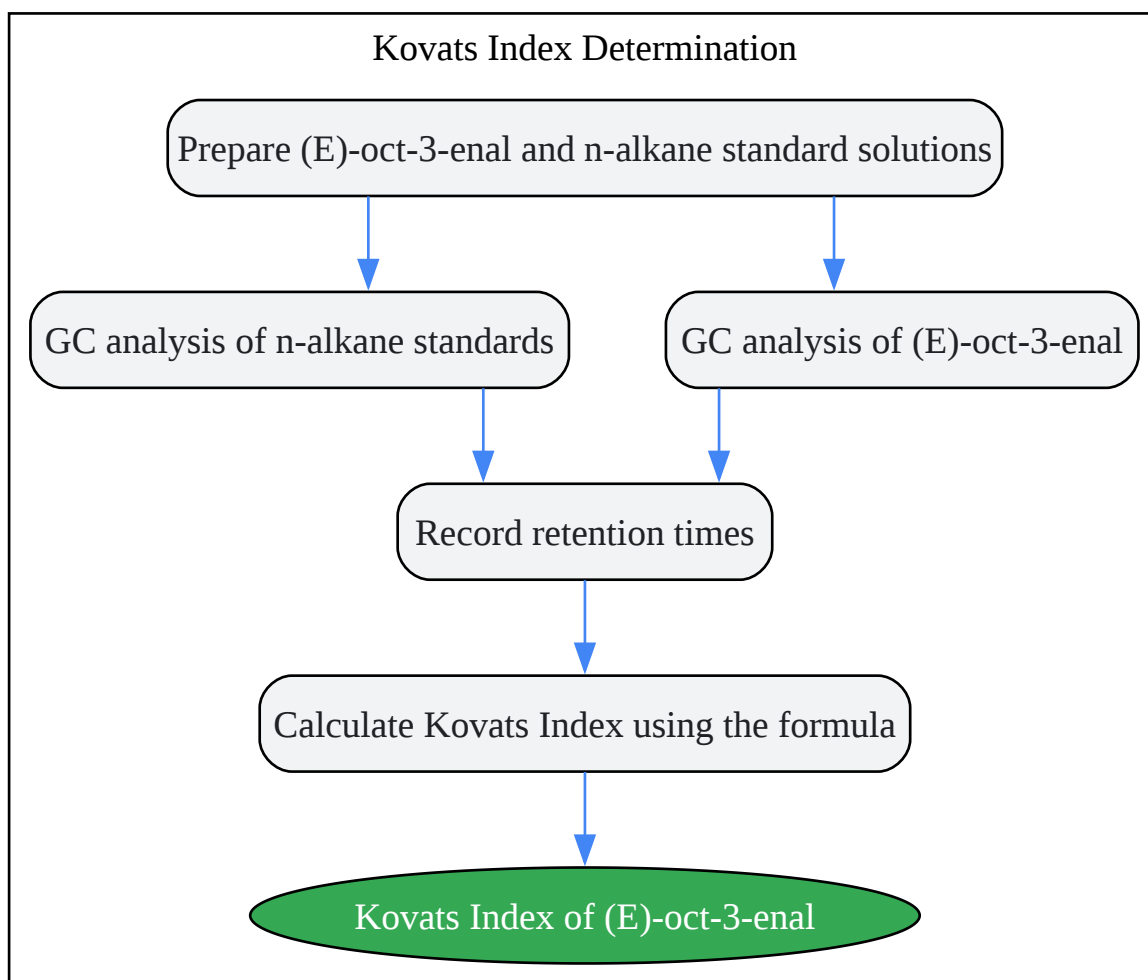 Kovats Index Determination
Prepare (E)-oct-3-enal and n-alkane standard solutions
GC analysis of n-alkane standards
GC analysis of (E)-oct-3-enal
Record retention times
Calculate Kovats Index using the formula
Kovats Index of (E)-oct-3-enal